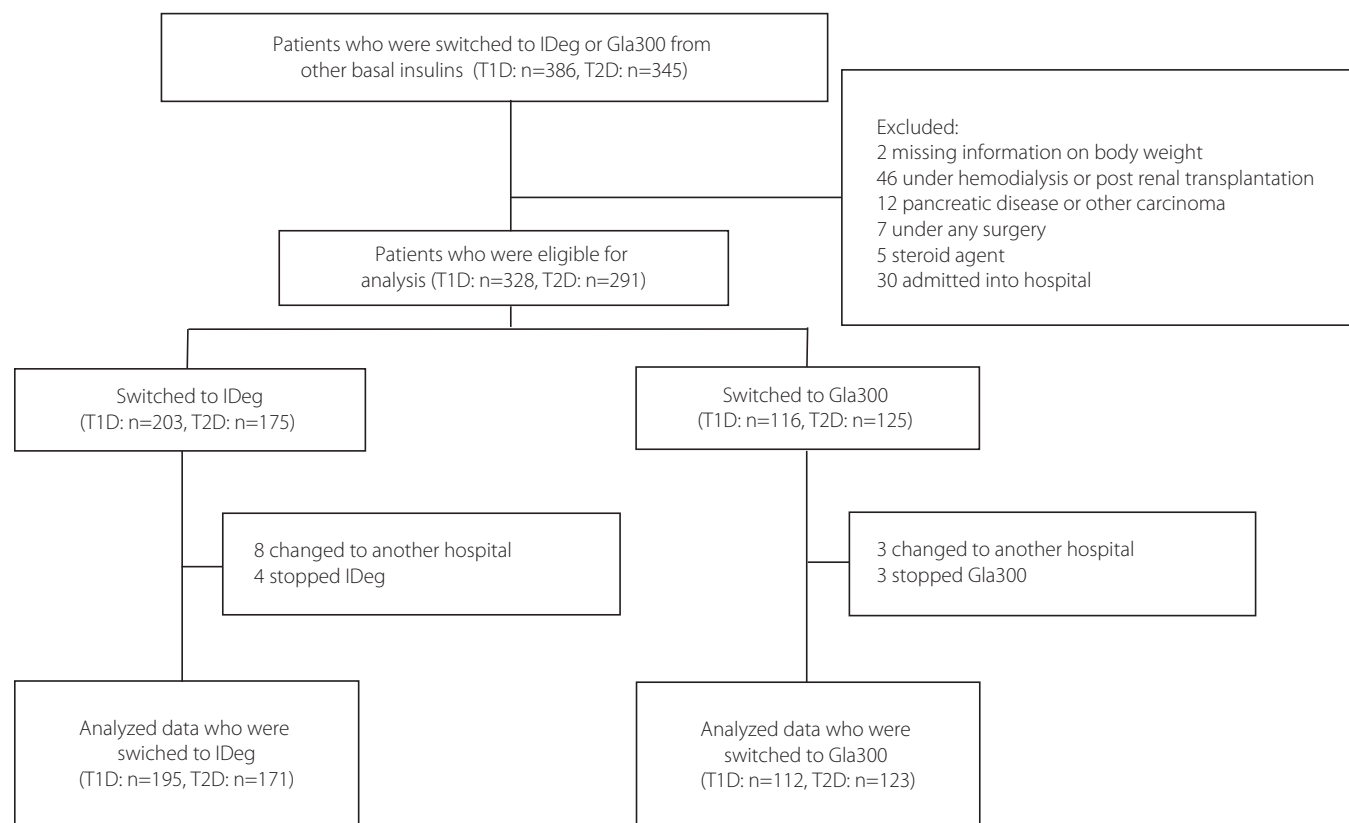 Patients who were switched to IDeg or Gla300 from
other basal insulins (T1D: n=386, T2D: n=345)
Excluded:
2 missing information on body weight
46 under hemodialysis or post renal transplantation
12 pancreatic disease or other carcinoma
7 under any surgery
5 steroid agent
30 admitted into hospital
Patients who were eligible for
analysis (T1D: n=328, T2D: n=291)
Switched to IDeg
(T1D: n=203, T2D: n=175)
Switched to Gla300
(T1D: n=116, T2D: n=125)
8 changed to another hospital
4 stopped IDeg
3 changed to another hospital
3 stopped Gla300
Analyzed data who were
swiched to IDeg
(T1D: n=195, T2D: n=171)
Analyzed data who were
switched to Gla300
(T1D: n=112, T2D: n=123)